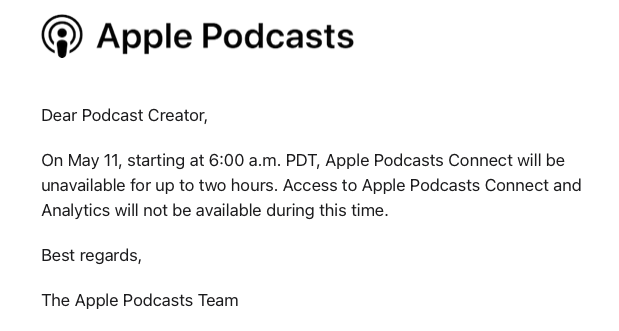 Apple Podcasts
Dear Podcast Creator,
On May 11, starting at 6:00 a.m. PDT, Apple Podcasts Connect will be
unavailable for up to two hours. Access to Apple Podcasts Connect and
Analytics will not be available during this time.
Best regards,
The Apple Podcasts Team